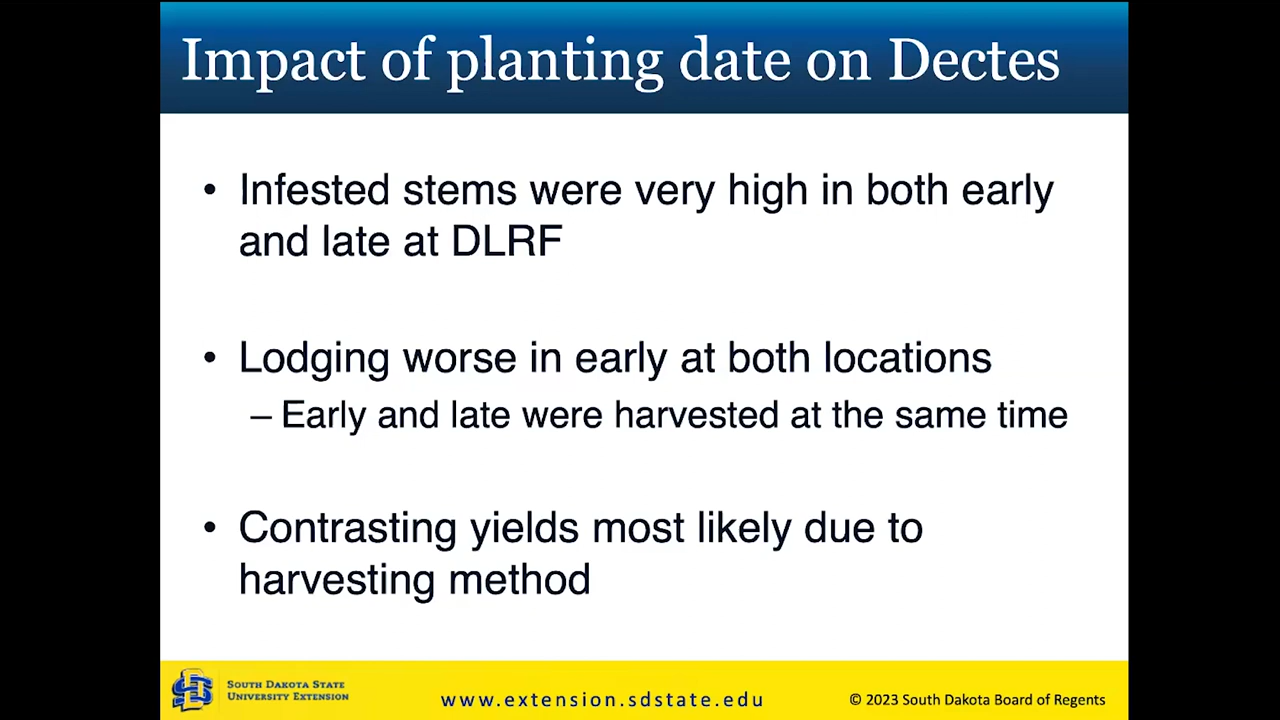 Impact of planting date on Dectes
• Infested stems were very high in both early
and late at DLRF
• Lodging worse in early at both locations
– Early and late were harvested at the same time
• Contrasting yields most likely due to
harvesting method
SOUTH DAKOTA STATE
UNIVERSITY EXTENSION
www.extension.sdstate.edu
© 2023 South Dakota Board of Regents